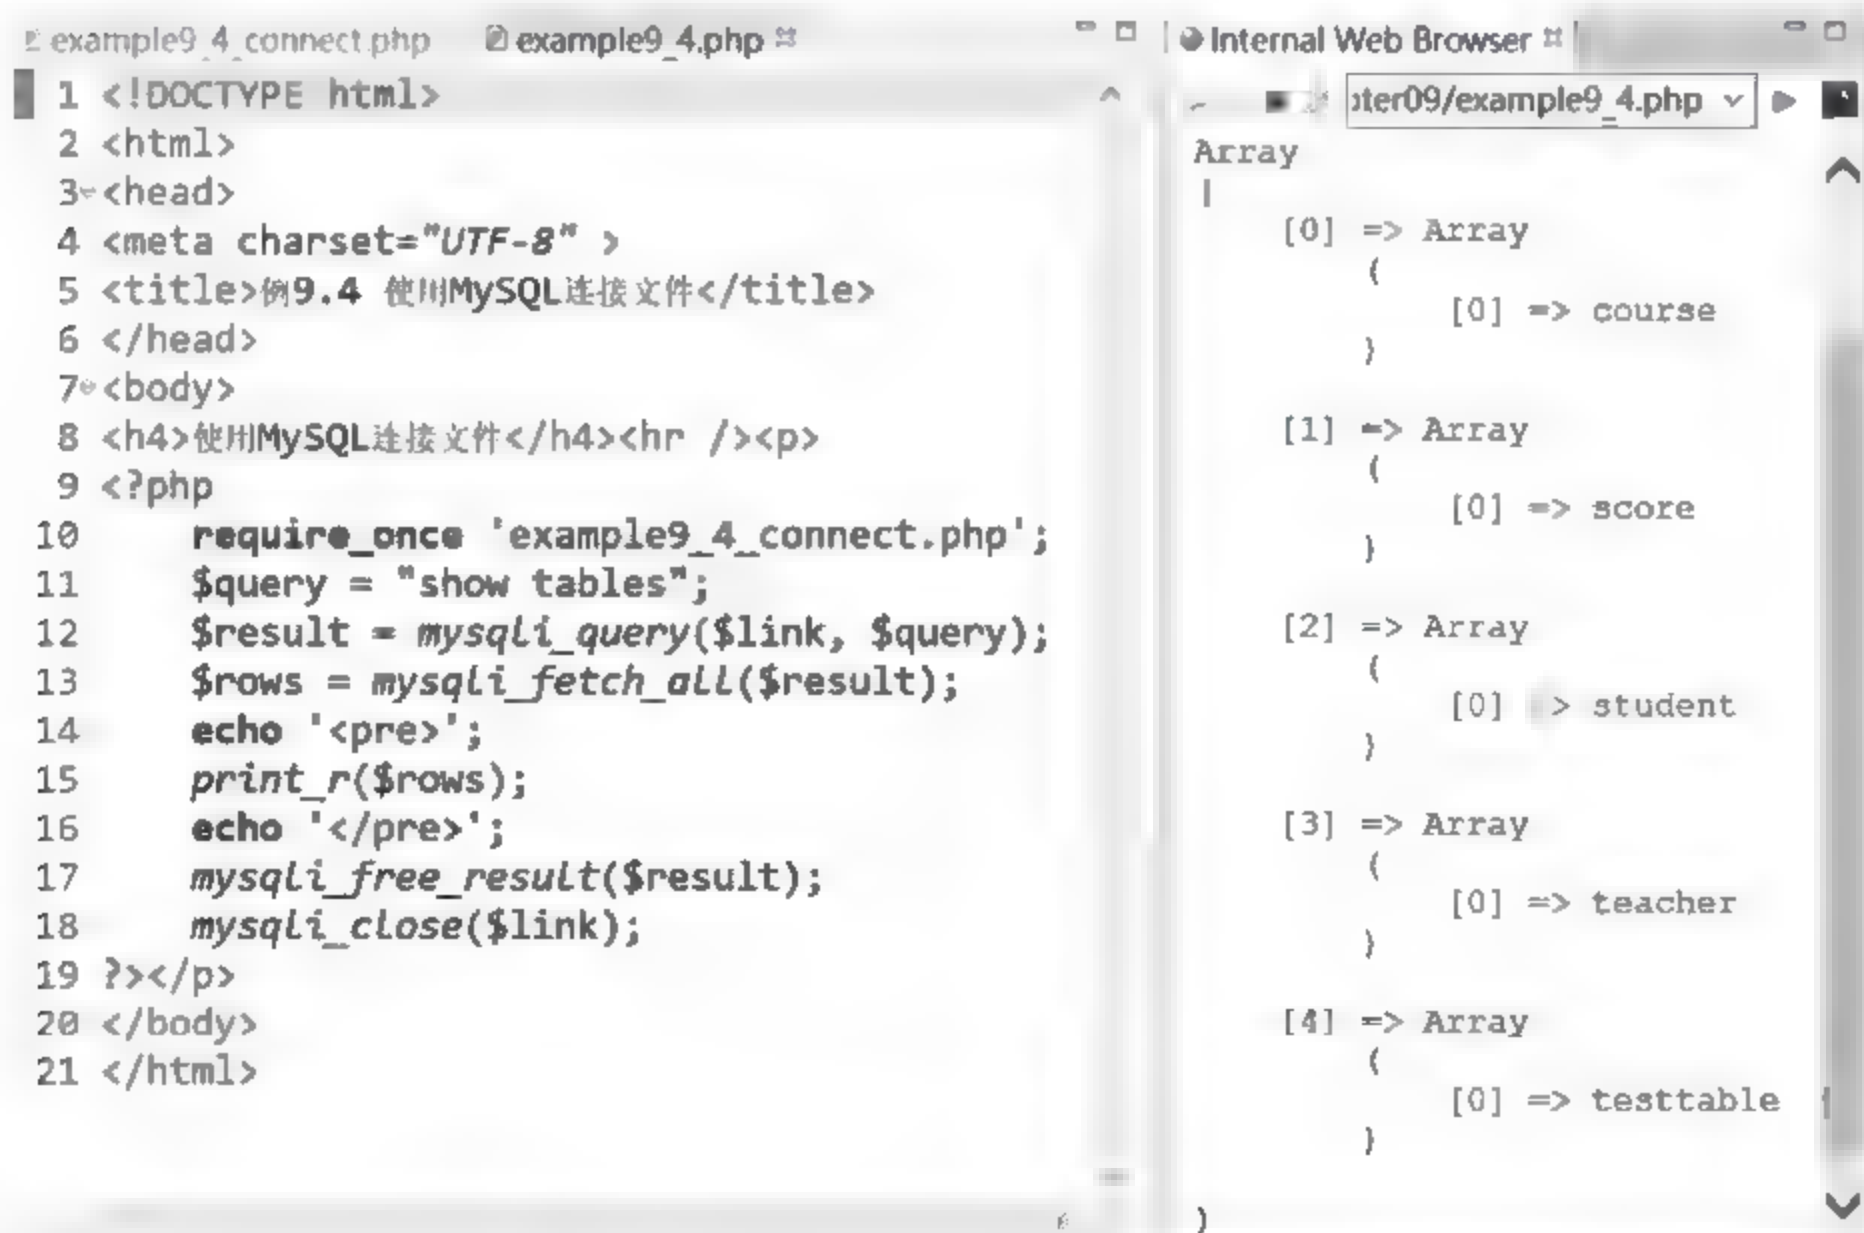 example9_4_connect.php example9_4.php
1 <!DOCTYPE html>
2 <html>
3 <head>
4 <meta charset="UTF-8" >
5 <title>例9.4 使用MySQL连接文件</title>
6 </head>
7 <body>
8 <h4>使用MySQL连接文件</h4><hr /><p>
9 <?php
10 require_once 'example9_4_connect.php';
11 $query = "show tables";
12 $result = mysqli_query($link, $query);
13 $rows = mysqli_fetch_all($result);
14 echo '<pre>';
15 print_r($rows);
16 echo '</pre>';
17 mysqli_free_result($result);
18 mysqli_close($link);
19 ?></p>
20 </body>
21 </html>
Internal Web Browser
ter09/example9_4.php
Array
[0] => Array
(
[0] => course
)
[1] => Array
(
[0] => score
)
[2] => Array
(
[0] => student
)
[3] => Array
(
[0] => teacher
)
[4] => Array
(
[0] => testtable
)
)